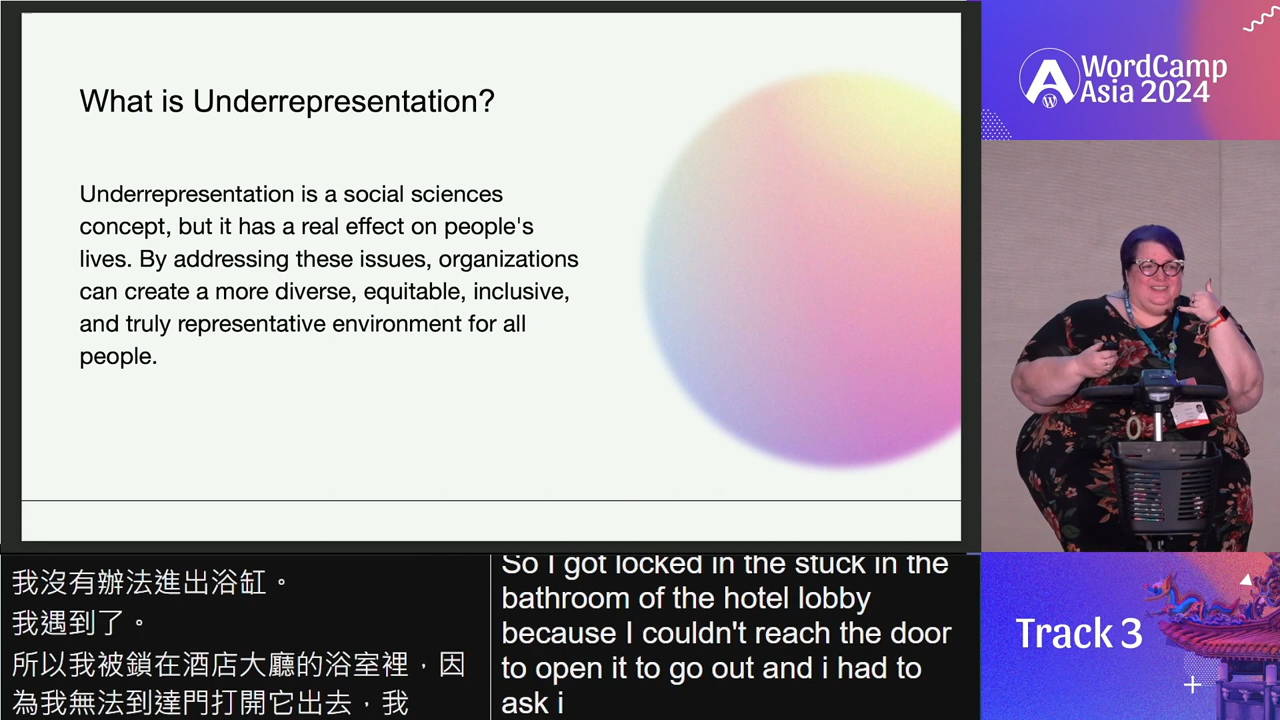 What is Underrepresentation?
Underrepresentation is a social sciences
concept, but it has a real effect on people's
lives. By addressing these issues, organizations
can create a more diverse, equitable, inclusive,
and truly representative environment for all
people.
WordCamp
Asia 2024
我沒有辦法進出浴缸。
我遇到了。
所以我被鎖在酒店大廳的浴室裡，因
為我無法到達門打開它出去，我
So I got locked in the stuck in the
bathroom of the hotel lobby
because I couldn't reach the door
to open it to go out and i had to
ask i
Track 3